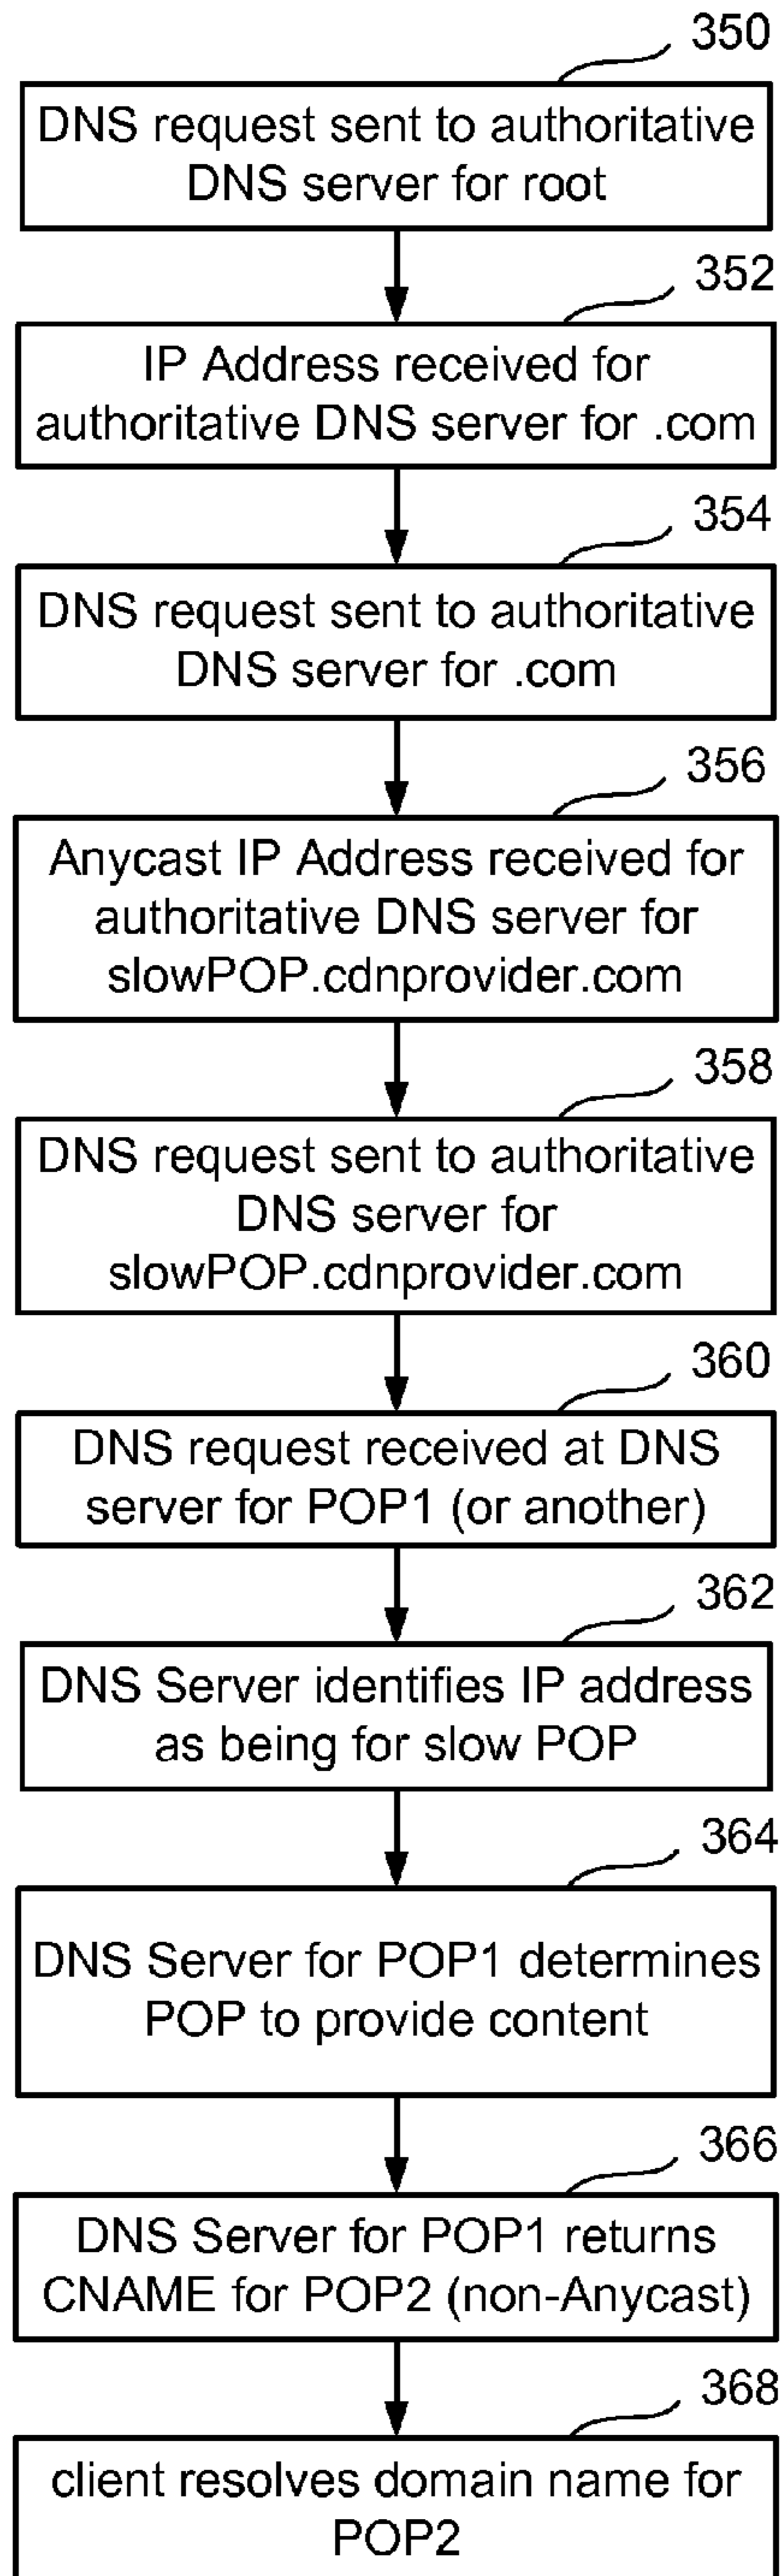 350
DNS request sent to authoritative
DNS server for root
352
IP Address received for
authoritative DNS server for .com
354
DNS request sent to authoritative
DNS server for .com
356
Anycast IP Address received for
authoritative DNS server for
slowPOP.cdnprovider.com
358
DNS request sent to authoritative
DNS server for
slowPOP.cdnprovider.com
360
DNS request received at DNS
server for POP1 (or another)
362
DNS Server identifies IP address
as being for slow POP
364
DNS Server for POP1 determines
POP to provide content
366
DNS Server for POP1 returns
CNAME for POP2 (non-Anycast)
368
client resolves domain name for
POP2